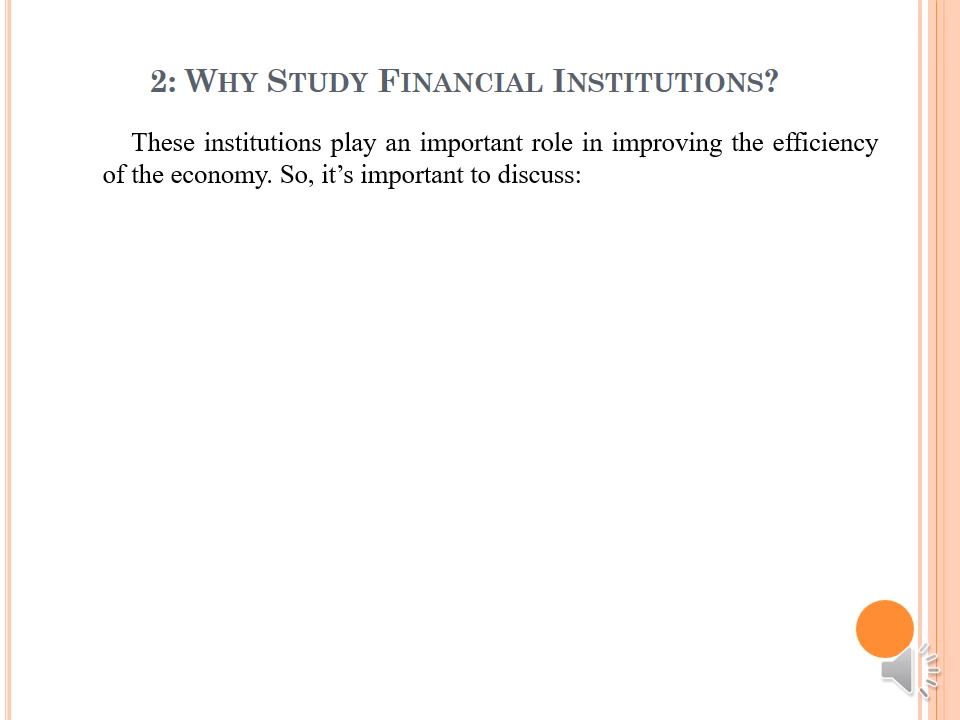 2: Why Study Financial Institutions?
These institutions play an important role in improving the efficiency
of the economy. So, it’s important to discuss: